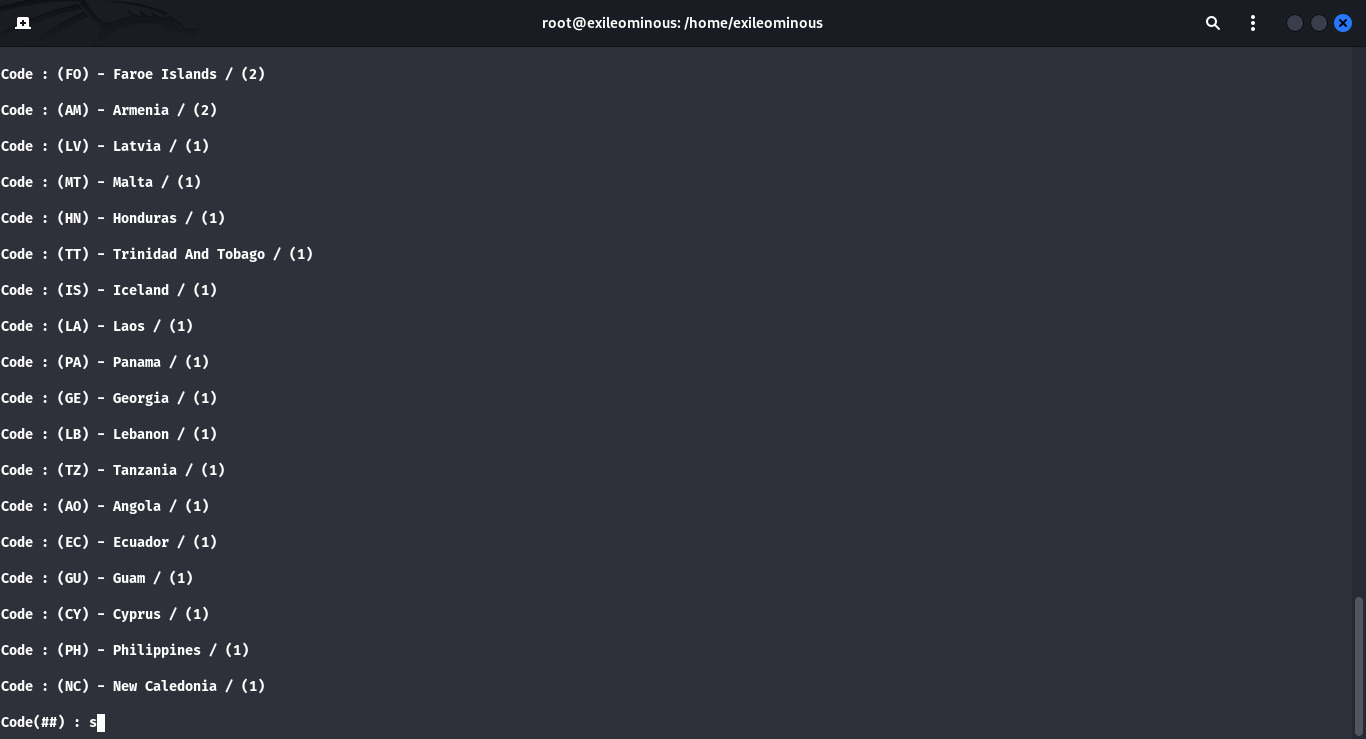 root@exileominous: /home/exileominous
Code : (FO) - Faroe Islands / (2)
Code : (AM) - Armenia / (2)
Code : (LV) - Latvia / (1)
Code : (MT) - Malta / (1)
Code : (HN) - Honduras / (1)
Code : (TT) - Trinidad And Tobago / (1)
Code : (IS) - Iceland / (1)
Code : (LA) - Laos / (1)
Code : (PA) - Panama / (1)
Code : (GE) - Georgia / (1)
Code : (LB) - Lebanon / (1)
Code : (TZ) - Tanzania / (1)
Code : (AO) - Angola / (1)
Code : (EC) - Ecuador / (1)
Code : (GU) - Guam / (1)
Code : (CY) - Cyprus / (1)
Code : (PH) - Philippines / (1)
Code : (NC) - New Caledonia / (1)
Code(##) : s